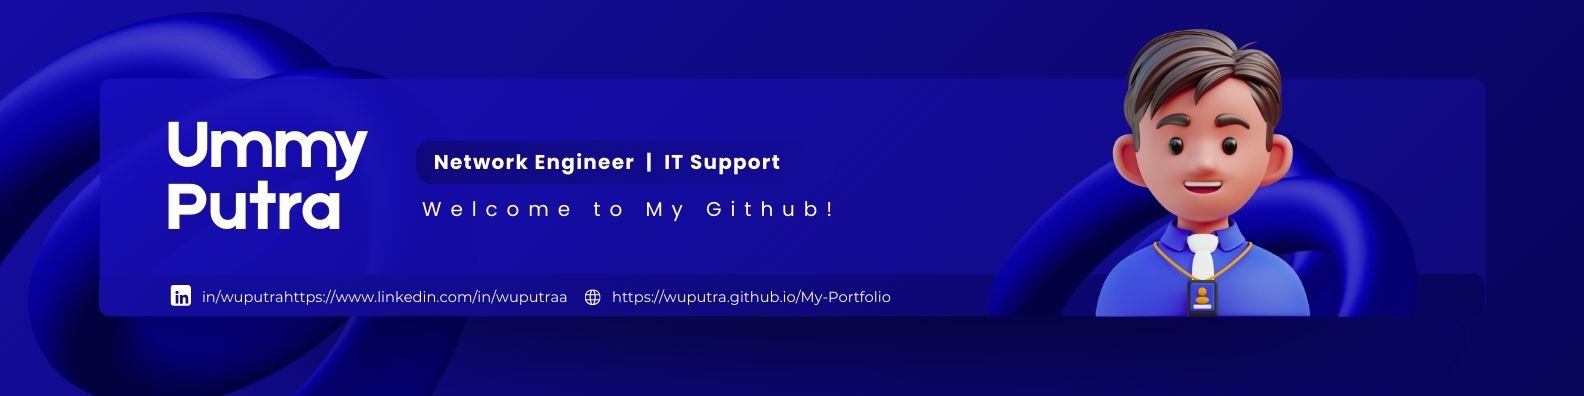 Ummy
Putra
Network Engineer | IT Support
Welcome to My Github!
in/wuputrahttps://www.linkedin.com/in/wuputraa
https://wuputra.github.io/My-Portfolio